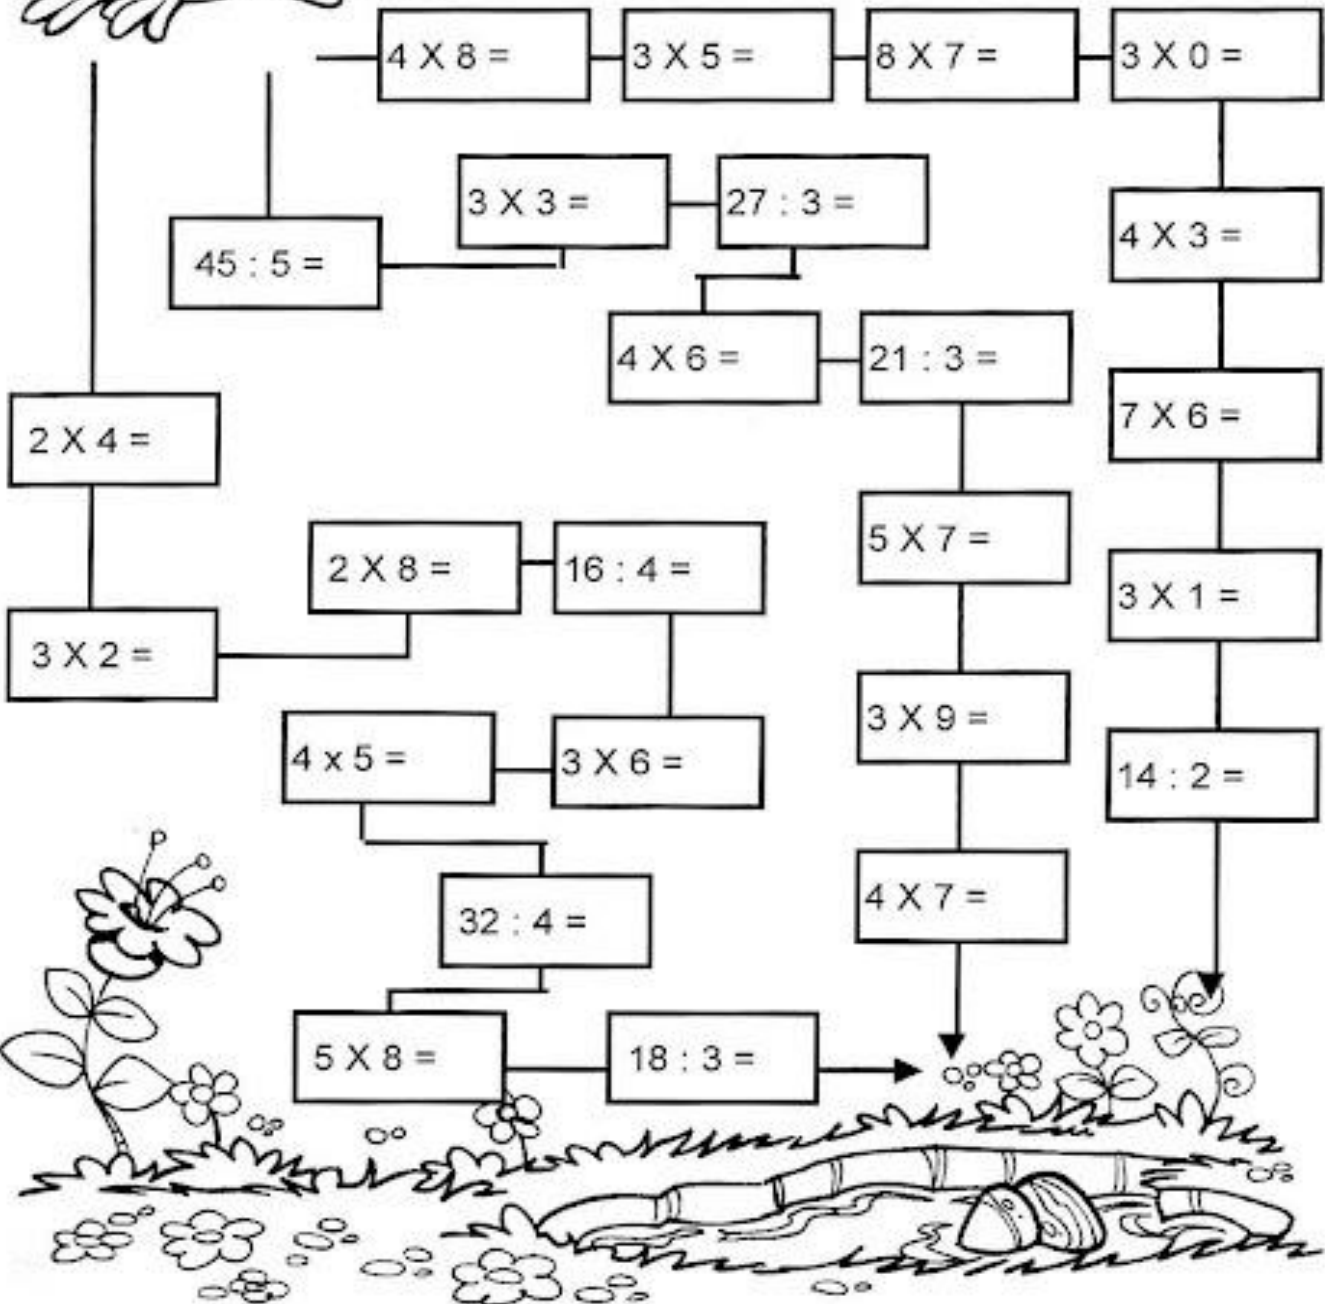 4 X 8 =
3 X 5 =
8 X 7 =
3 X 0 =
3 X 3 =
27 : 3 =
4 X 3 =
45 : 5 =
4 X 6 =
21 : 3 =
7 X 6 =
2 X 4 =
5 X 7 =
2 X 8 =
16 : 4 =
3 X 1 =
3 X 2 =
3 X 9 =
4 x 5 =
3 X 6 =
14 : 2 =
4 X 7 =
32 : 4 =
5 X 8 =
18 : 3 =